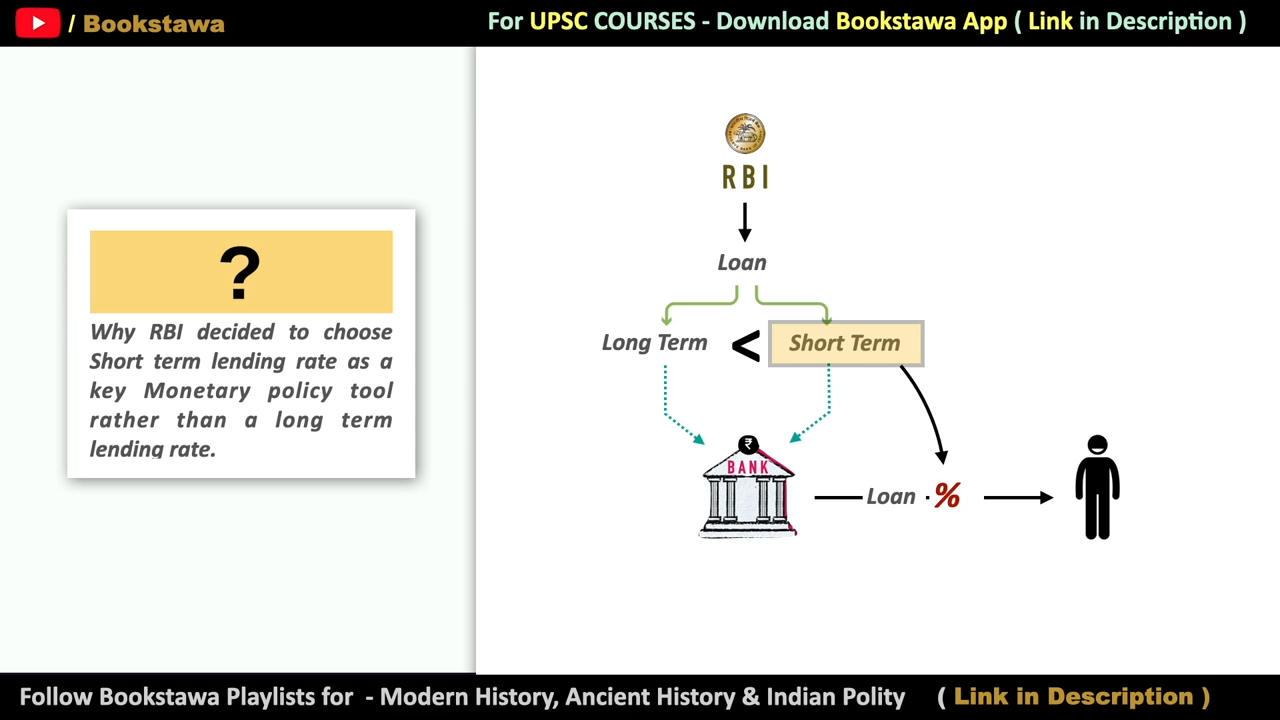 / Bookstawa
For UPSC COURSES - Download Bookstawa App ( Link in Description )
?
Why RBI decided to choose
Short term lending rate as a
key Monetary policy tool
rather than a long term
lending rate.
RBI
Loan
Long Term < Short Term
₹
BANK
Loan %
Follow Bookstawa Playlists for - Modern History, Ancient History & Indian Polity ( Link in Description )